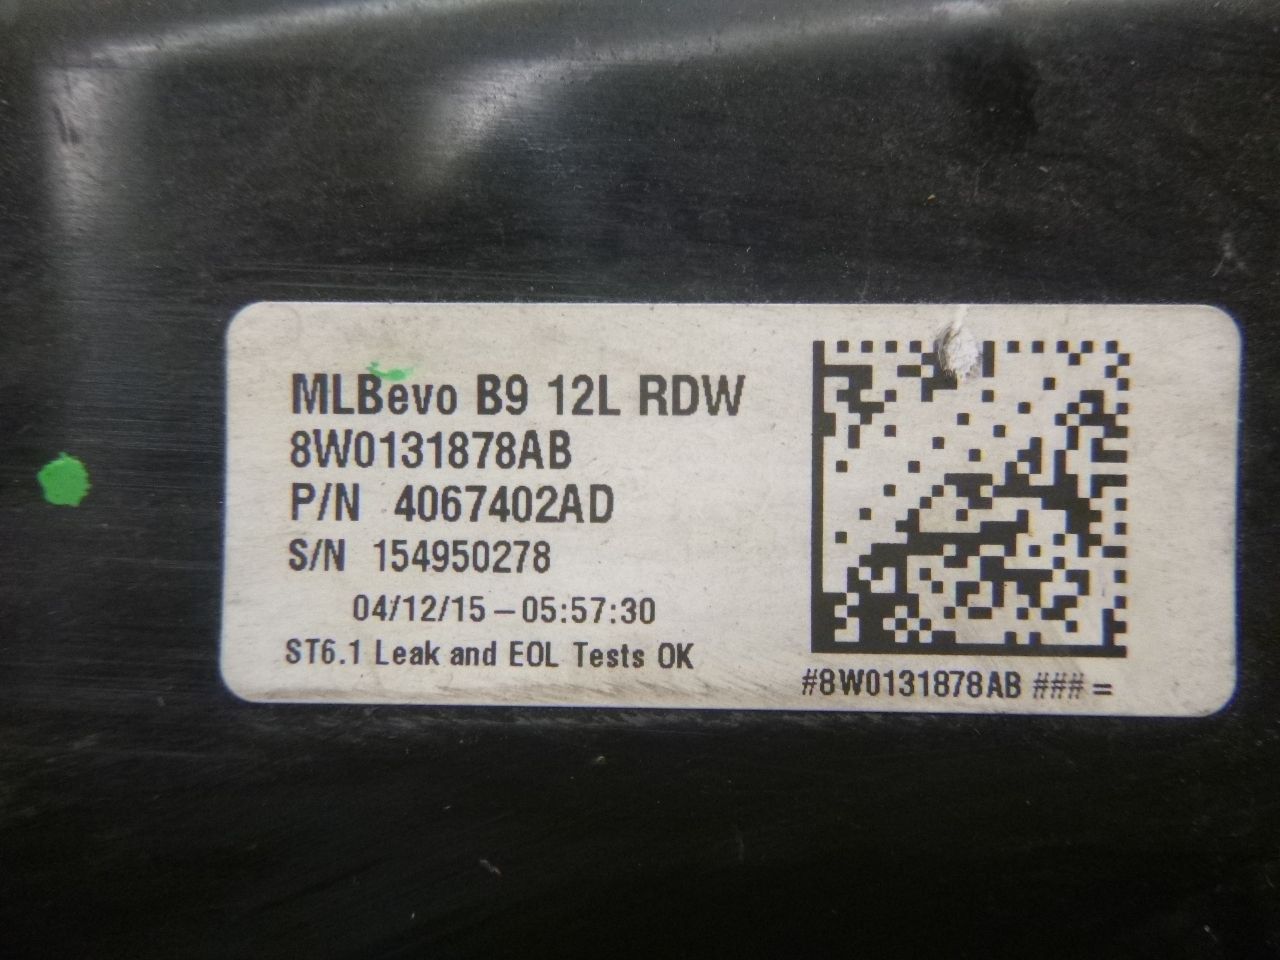 MLBevo B9 12L RDW
8W0131878AB
P/N 4067402AD
S/N 154950278
04/12/15 – 05:57:30
ST6.1 Leak and EOL Tests OK
#8W0131878AB ### =